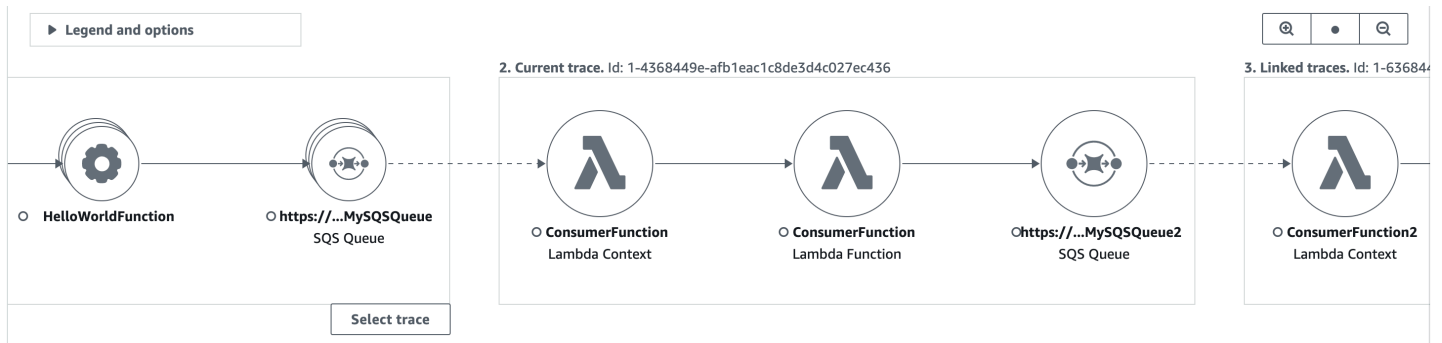 Legend and options
2. Current trace. Id: 1-4368449e-afb1eac1c8de3d4c027ec436
3. Linked traces. Id: 1-636844
HelloWorldFunction
https://...MySQSQueue
SQS Queue
ConsumerFunction
Lambda Context
ConsumerFunction
Lambda Function
https://...MySQSQueue2
SQS Queue
ConsumerFunction2
Lambda Context
Select trace